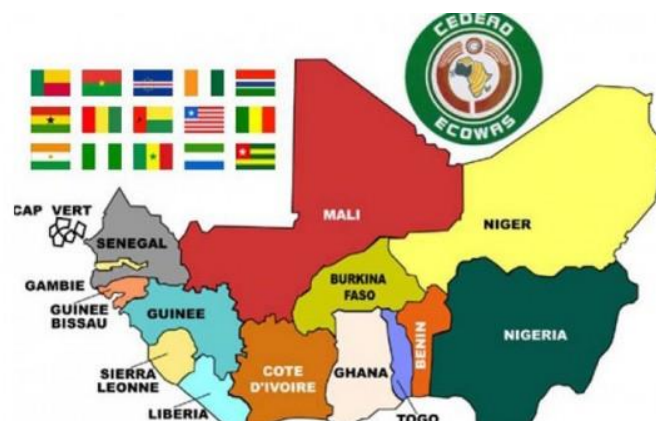 CEDEAO
ECOWAS
MALI
NIGER
CAP VERT
SENEGAL
BURKINA
FASO
GAMBIE
GUINEE
BISSAU
GUINEE
NIGERIA
BENIN
SIERRA
LEONNE
COTE
D'IVOIRE
GHANA
LIBERIA
TOGO